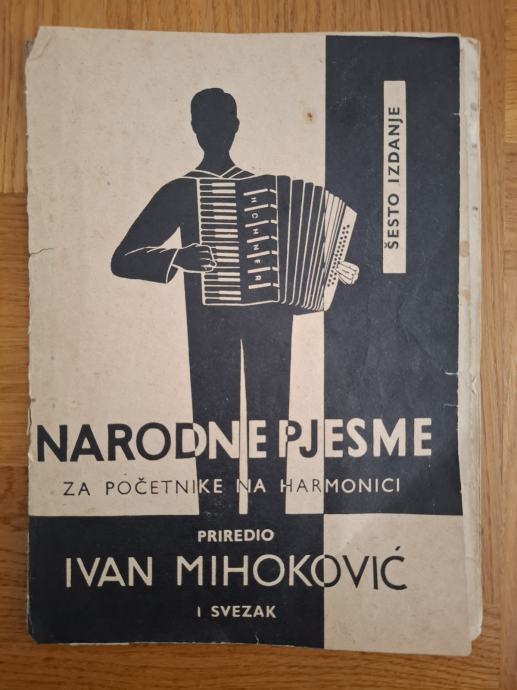 ŠESTO IZDANJE
HOHNER
NARODNE PJESME
ZA POČETNIKE NA HARMONICI
PRIREDIO
IVAN MIHOKOVIĆ
I SVEZAK